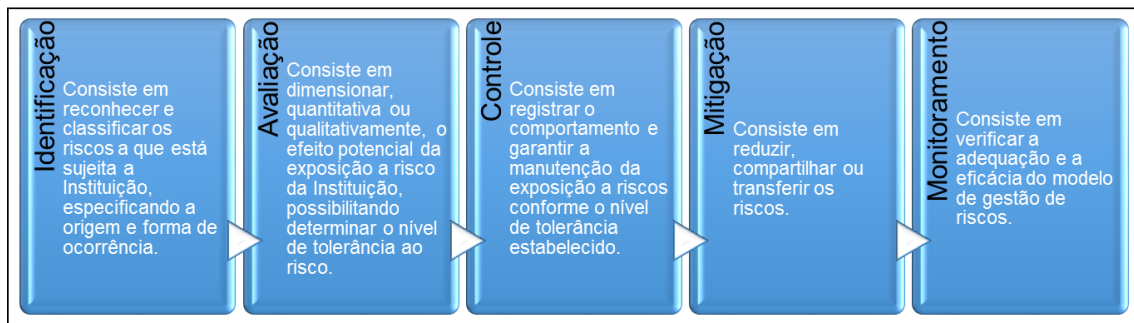 Identificação
Consiste em
reconhecer e
classificar os
riscos a que está
sujeita a
Instituição,
especificando a
origem e forma de
ocorrência.
Avaliação
Consiste em
dimensionar,
quantitativa ou
qualitativamente, o
efeito potencial da
exposição a risco
da Instituição,
possibilitando
determinar o nível
de tolerância ao
risco.
Controle
Consiste em
registrar o
comportamento e
garantir a
manutenção da
exposição a riscos
conforme o nível
de tolerância
estabelecido.
Mitigação
Consiste em
reduzir,
compartilhar ou
transferir os
riscos.
Monitoramento
Consiste em
verificar a
adequação e a
eficácia do modelo
de gestão de
riscos.